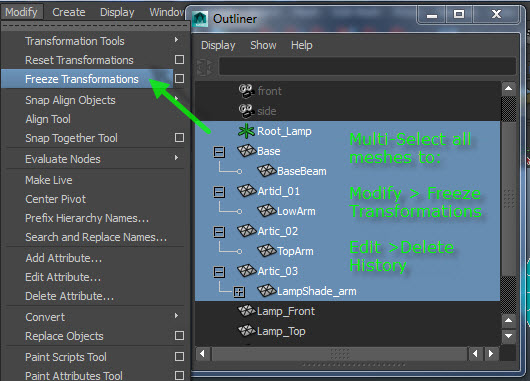 Modify Create Display Window
Transformation Tools
Reset Transformations
Freeze Transformations
Snap Align Objects
Align Tool
Snap Together Tool
Evaluate Nodes
Make Live
Center Pivot
Prefix Hierarchy Names...
Search and Replace Names...
Add Attribute...
Edit Attribute...
Delete Attribute...
Convert
Replace Objects
Paint Scripts Tool
Paint Attributes Tool
Outliner
Display Show Help
front
side
Root_Lamp
Base
BaseBeam
Articl_01
LowArm
Artic_02
TopArm
Artic_03
LampShade_arm
Lamp_Front
Lamp_Top
Multi-Select all
meshes to:
Modify > Freeze
Transformations
Edit >Delete
History